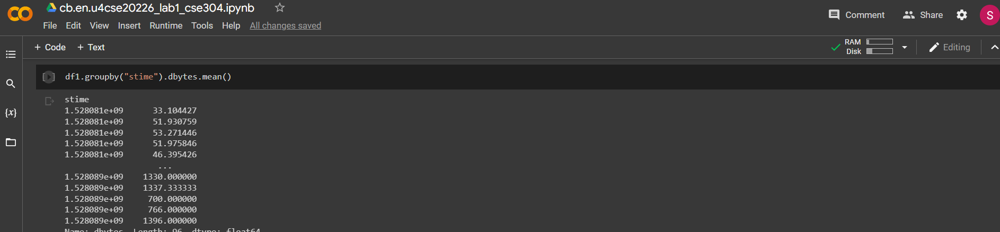 cb.en.u4cse20226_lab1_cse304.ipynb
File Edit View Insert Runtime Tools Help All changes saved
Comment Share S
+ Code + Text
RAM
Disk
Editing
{x}
[ ] df1.groupby("stime").dbytes.mean()
stime
1.528081e+09 33.104427
1.528081e+09 51.930759
1.528081e+09 53.271446
1.528081e+09 51.975846
1.528081e+09 46.395426
...
1.528089e+09 1330.000000
1.528089e+09 1337.333333
1.528089e+09 700.000000
1.528089e+09 766.000000
1.528089e+09 1396.000000
Name: dbytes, Length: 96, dtype: float64